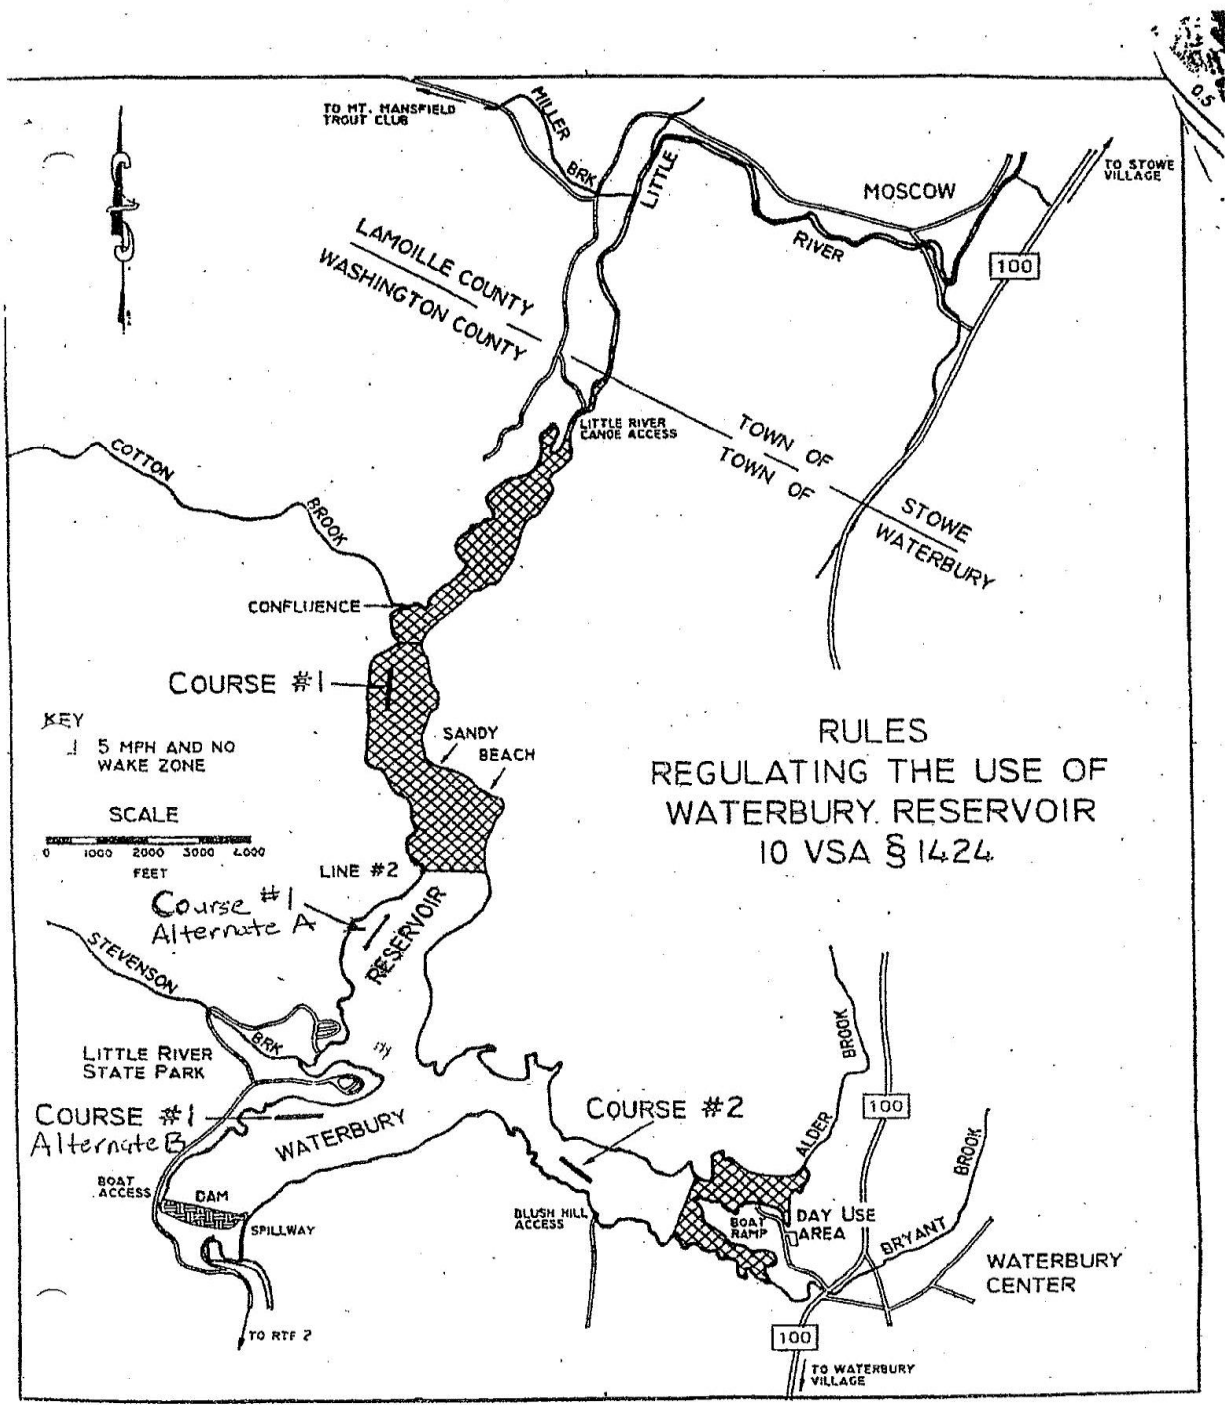 0.5
TO MT. MANSFIELD
TROUT CLUB
MILLER
BRK
LITTLE
RIVER
MOSCOW
TO STOWE
VILLAGE
100
LAMOILLE COUNTY
WASHINGTON COUNTY
LITTLE RIVER
CANOE ACCESS
TOWN OF
STOWE
TOWN OF
WATERBURY
COTTON
BROOK
CONFLUENCE
COURSE #1
KEY
5 MPH AND NO
WAKE ZONE
SANDY
BEACH
RULES
REGULATING THE USE OF
WATERBURY RESERVOIR
10 VSA § 1424
SCALE
0 1000 2000 3000 4000
FEET
LINE #2
Course #1
Alternate A
RESERVOIR
STEVENSON
BRK
LITTLE RIVER
STATE PARK
COURSE #1
Alternate B
WATERBURY
COURSE #2
BROOK
ALDER
100
BROOK
BRYANT
BOAT
ACCESS
DAM
SPILLWAY
BLUSH HILL
ACCESS
BOAT
RAMP
DAY USE
AREA
WATERBURY
CENTER
TO RTE 2
100
TO WATERBURY
VILLAGE